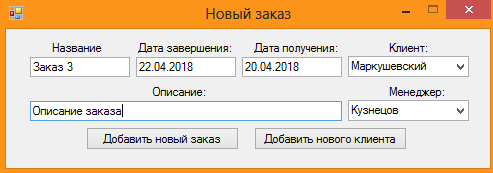 Новый заказ
Название Дата завершения: Дата получения: Клиент:
Заказ 3 22.04.2018 20.04.2018 Маркушевский
Описание: Менеджер:
Описание заказа Кузнецов
Добавить новый заказ Добавить нового клиента